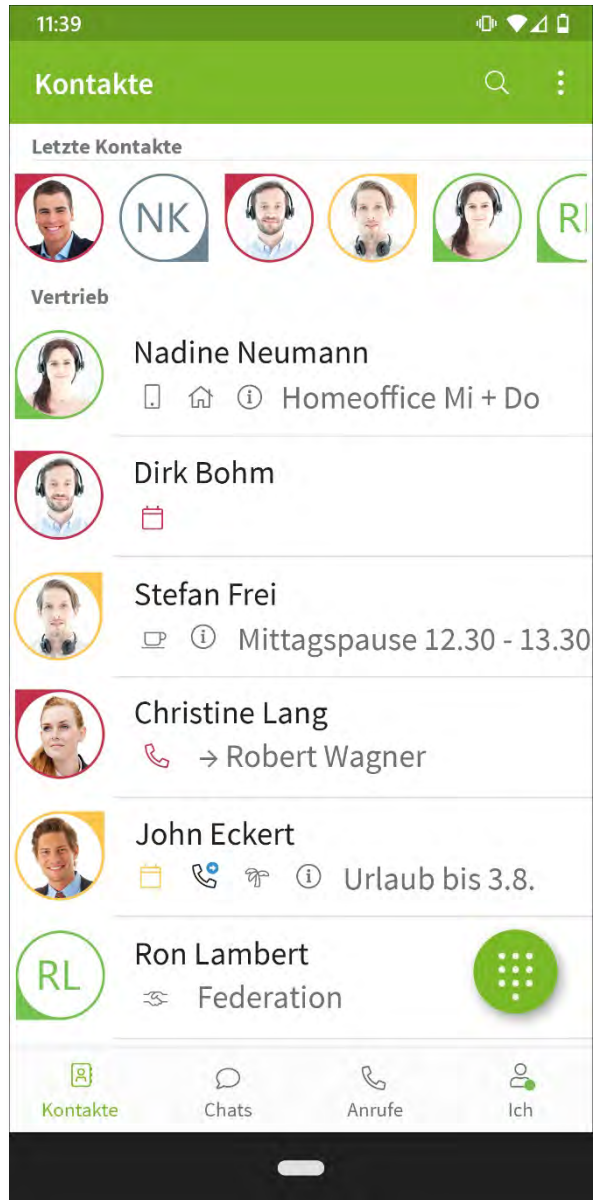 11:39
Kontakte
Letzte Kontakte
NK
Vertrieb
Nadine Neumann
Homeoffice Mi + Do
Dirk Bohm
Stefan Frei
Mittagspause 12.30 - 13.30
Christine Lang
→ Robert Wagner
John Eckert
Urlaub bis 3.8.
RL
Ron Lambert
Federation
Kontakte
Chats
Anrufe
Ich